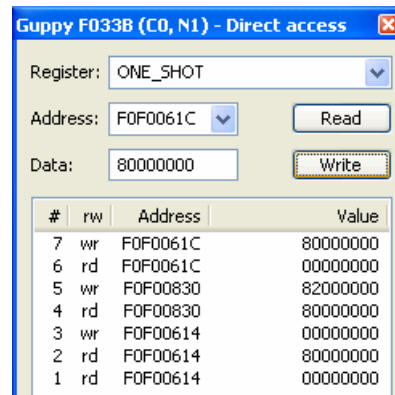 Guppy F033B (C0, N1) - Direct access
Register: ONE_SHOT
Address: F0F0061C Read
Data: 80000000 Write
# rw Address Value
7 wr F0F0061C 80000000
6 rd F0F0061C 00000000
5 wr F0F00830 82000000
4 rd F0F00830 80000000
3 wr F0F00614 00000000
2 rd F0F00614 80000000
1 rd F0F00614 00000000